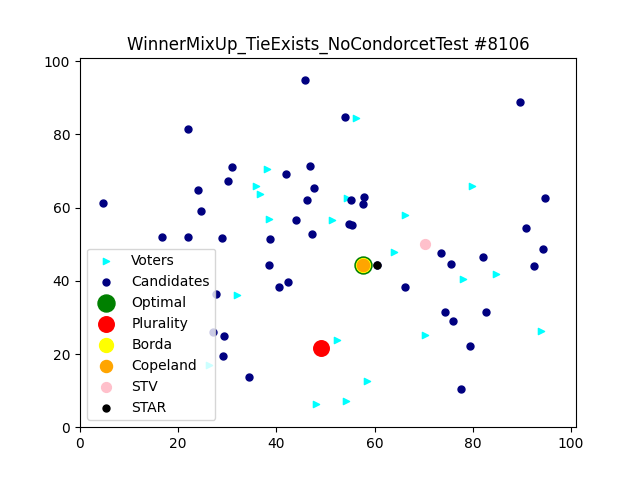 WinnerMixUp_TieExists_NoCondorcetTest #8106
100
80
60
40
20
0
Voters
Candidates
Optimal
Plurality
Borda
Copeland
STV
STAR
0 20 40 60 80 100